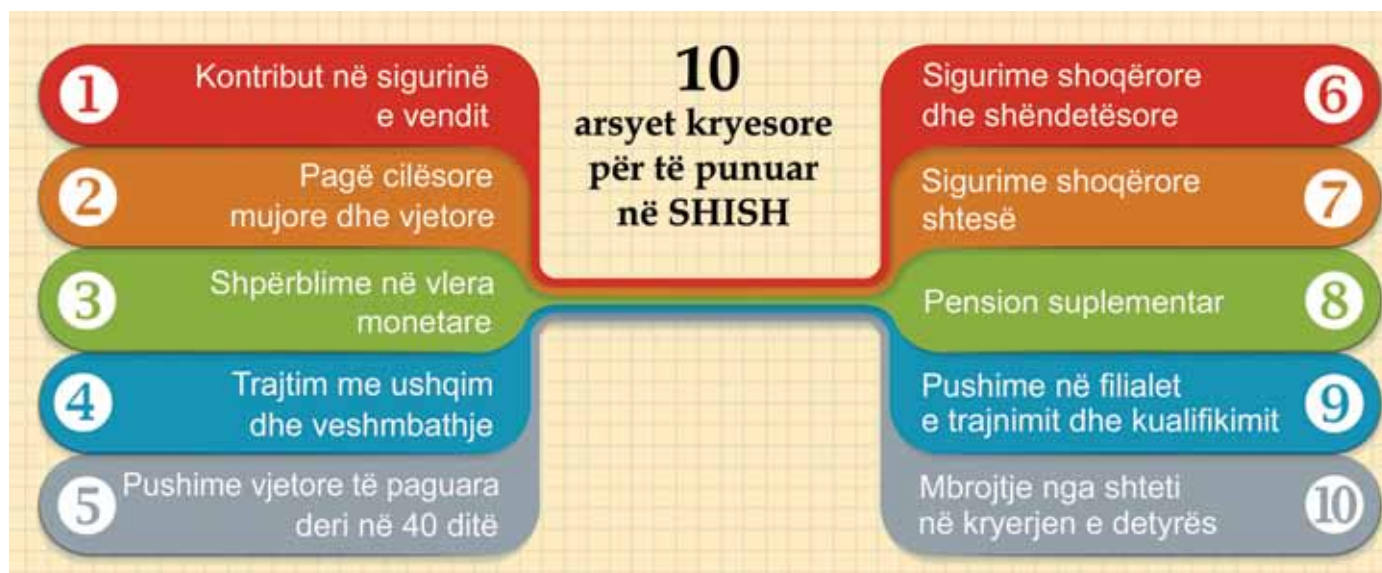 10
arsyet kryesore
për të punuar
në SHISH
1
Kontribut në sigurinë
e vendit
2
Pagë cilësore
mujore dhe vjetore
3
Shpërblime në vlera
monetare
4
Trajtim me ushqim
dhe veshmbathje
5
Pushime vjetore të paguara
deri në 40 ditë
6
Sigurime shoqërore
dhe shëndetësore
7
Sigurime shoqërore
shtesë
8
Pension suplementar
9
Pushime në filialet
e trajnimit dhe kualifikimit
10
Mbrojtje nga shteti
në kryerjen e detyrës